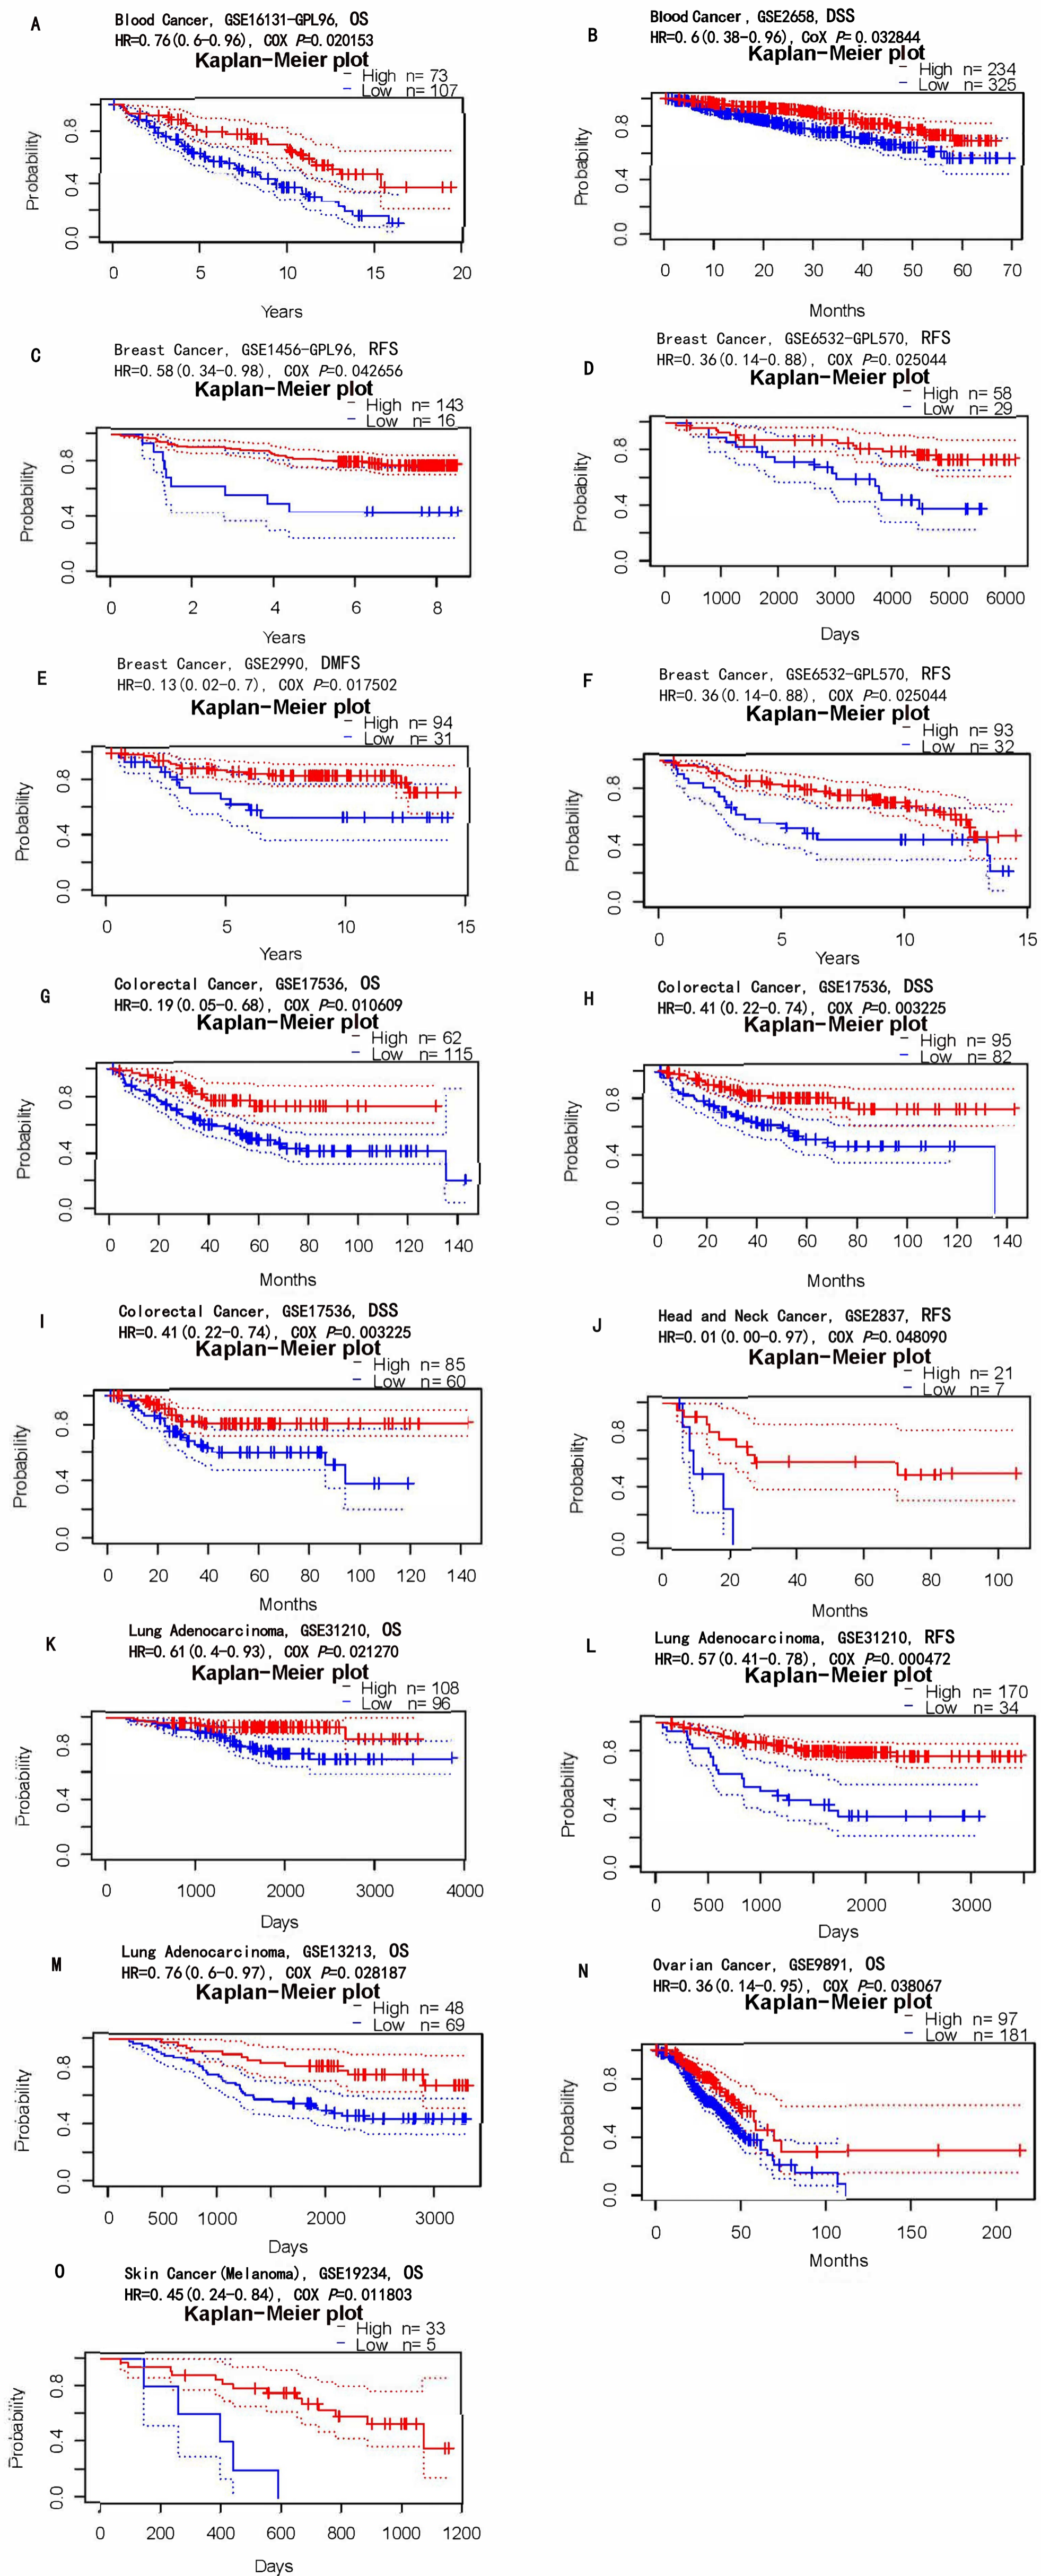 A
Blood Cancer, GSE16131-GPL96, OS
HR=0.76(0.6-0.96), COX P=0.020153
Kaplan-Meier plot
High n= 73
Low n= 107
Probability
0.8
0.4
0.0
0 5 10 15 20
Years
B
Blood Cancer, GSE2658, DSS
HR=0.6(0.38-0.96), CoX P=0.032844
Kaplan-Meier plot
High n= 234
Low n= 325
Probability
0.8
0.4
0.0
0 10 20 30 40 50 60 70
Months
C
Breast Cancer, GSE1456-GPL96, RFS
HR=0.58(0.34-0.98), COX P=0.042656
Kaplan-Meier plot
High n= 143
Low n= 16
Probability
0.8
0.4
0.0
0 2 4 6 8
Years
D
Breast Cancer, GSE6532-GPL570, RFS
HR=0.36(0.14-0.88), COX P=0.025044
Kaplan-Meier plot
High n= 58
Low n= 29
Probability
0.8
0.4
0.0
0 1000 2000 3000 4000 5000 6000
Days
E
Breast Cancer, GSE2990, DMFS
HR=0.13(0.02-0.7), COX P=0.017502
Kaplan-Meier plot
High n= 94
Low n= 31
Probability
0.8
0.4
0.0
0 5 10 15
Years
F
Breast Cancer, GSE6532-GPL570, RFS
HR=0.36(0.14-0.88), COX P=0.025044
Kaplan-Meier plot
High n= 93
Low n= 32
Probability
0.8
0.4
0.0
0 5 10 15
Years
G
Colorectal Cancer, GSE17536, OS
HR=0.19(0.05-0.68), COX P=0.010609
Kaplan-Meier plot
High n= 62
Low n= 115
Probability
0.8
0.4
0.0
0 20 40 60 80 100 120 140
Months
H
Colorectal Cancer, GSE17536, DSS
HR=0.41(0.22-0.74), COX P=0.003225
Kaplan-Meier plot
High n= 95
Low n= 82
Probability
0.8
0.4
0.0
0 20 40 60 80 100 120 140
Months
I
Colorectal Cancer, GSE17536, DSS
HR=0.41(0.22-0.74), COX P=0.003225
Kaplan-Meier plot
High n= 85
Low n= 60
Probability
0.8
0.4
0.0
0 20 40 60 80 100 120 140
Months
J
Head and Neck Cancer, GSE2837, RFS
HR=0.01(0.00-0.97), COX P=0.048090
Kaplan-Meier plot
High n= 21
Low n= 7
Probability
0.8
0.4
0.0
0 20 40 60 80 100
Months
K
Lung Adenocarcinoma, GSE31210, OS
HR=0.61(0.4-0.93), COX P=0.021270
Kaplan-Meier plot
High n= 108
Low n= 96
Probability
0.8
0.4
0.0
0 1000 2000 3000 4000
Days
L
Lung Adenocarcinoma, GSE31210, RFS
HR=0.57(0.41-0.78), COX P=0.000472
Kaplan-Meier plot
High n= 170
Low n= 34
Probability
0.8
0.4
0.0
0 500 1000 2000 3000
Days
M
Lung Adenocarcinoma, GSE13213, OS
HR=0.76(0.6-0.97), COX P=0.028187
Kaplan-Meier plot
High n= 48
Low n= 69
Probability
0.8
0.4
0.0
0 500 1000 2000 3000
Days
N
Ovarian Cancer, GSE9891, OS
HR=0.36(0.14-0.95), COX P=0.038067
Kaplan-Meier plot
High n= 97
Low n= 181
Probability
0.8
0.4
0.0
0 50 100 150 200
Months
O
Skin Cancer(Melanoma), GSE19234, OS
HR=0.45(0.24-0.84), COX P=0.011803
Kaplan-Meier plot
High n= 33
Low n= 5
Probability
0.8
0.4
0.0
0 200 400 600 800 1000 1200
Days